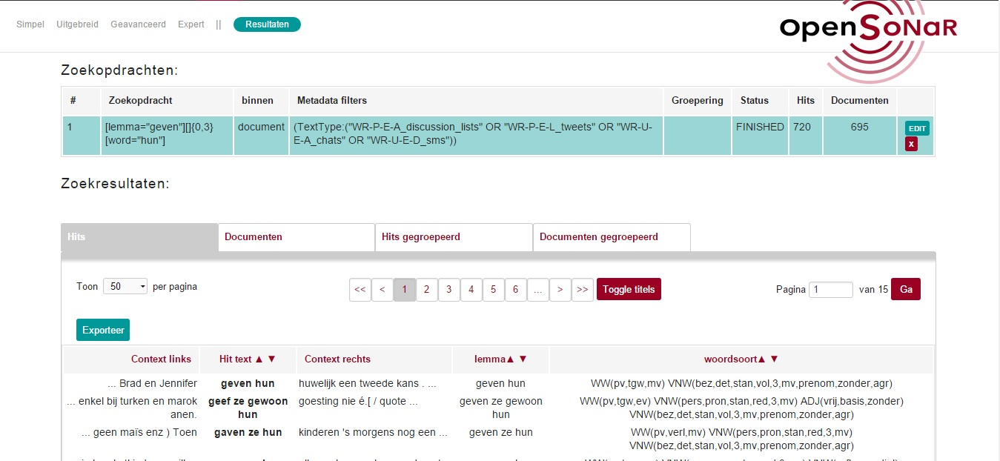 Simpel Uitgebreid Geavanceerd Expert || Resultaten
OpenSoNaR
Zoekopdrachten:
# Zoekopdracht binnen Metadata filters Groepering Status Hits Documenten
1 [lemma="geven"][]{0,3} document (TextType:("WR-P-E-A_discussion_lists" OR "WR-P-E-L_tweets" OR "WR-U- FINISHED 720 695 EDIT
[word="hun"] E-A_chats" OR "WR-U-E-D_sms")) x
Zoekresultaten:
Hits Documenten Hits gegroepeerd Documenten gegroepeerd
Toon 50 per pagina << < 1 2 3 4 5 6 ... > >> Toggle titels Pagina 1 van 15 Ga
Exporteer
Context links Hit text ▲ ▼ Context rechts lemma▲ ▼ woordsoort▲ ▼
... Brad en Jennifer geven hun huwelijk een tweede kans . ... geven hun WW(pv,tgw,mv) VNW(bez,det,stan,vol,3,mv,prenom,zonder,agr)
... enkel bij turken en marok geef ze gewoon goesting nie é.[ / quote ... geven ze gewoon WW(pv,tgw,ev) VNW(pers,pron,stan,red,3,mv) ADJ(vrij,basis,zonder)
anen. hun hun VNW(bez,det,stan,vol,3,mv,prenom,zonder,agr)
... geen maïs enz ) Toen gaven ze hun kinderen 's morgens nog een ... geven ze hun WW(pv,verl,mv) VNW(pers,pron,stan,red,3,mv)
VNW(bez,det,stan,vol,3,mv,prenom,zonder,agr)